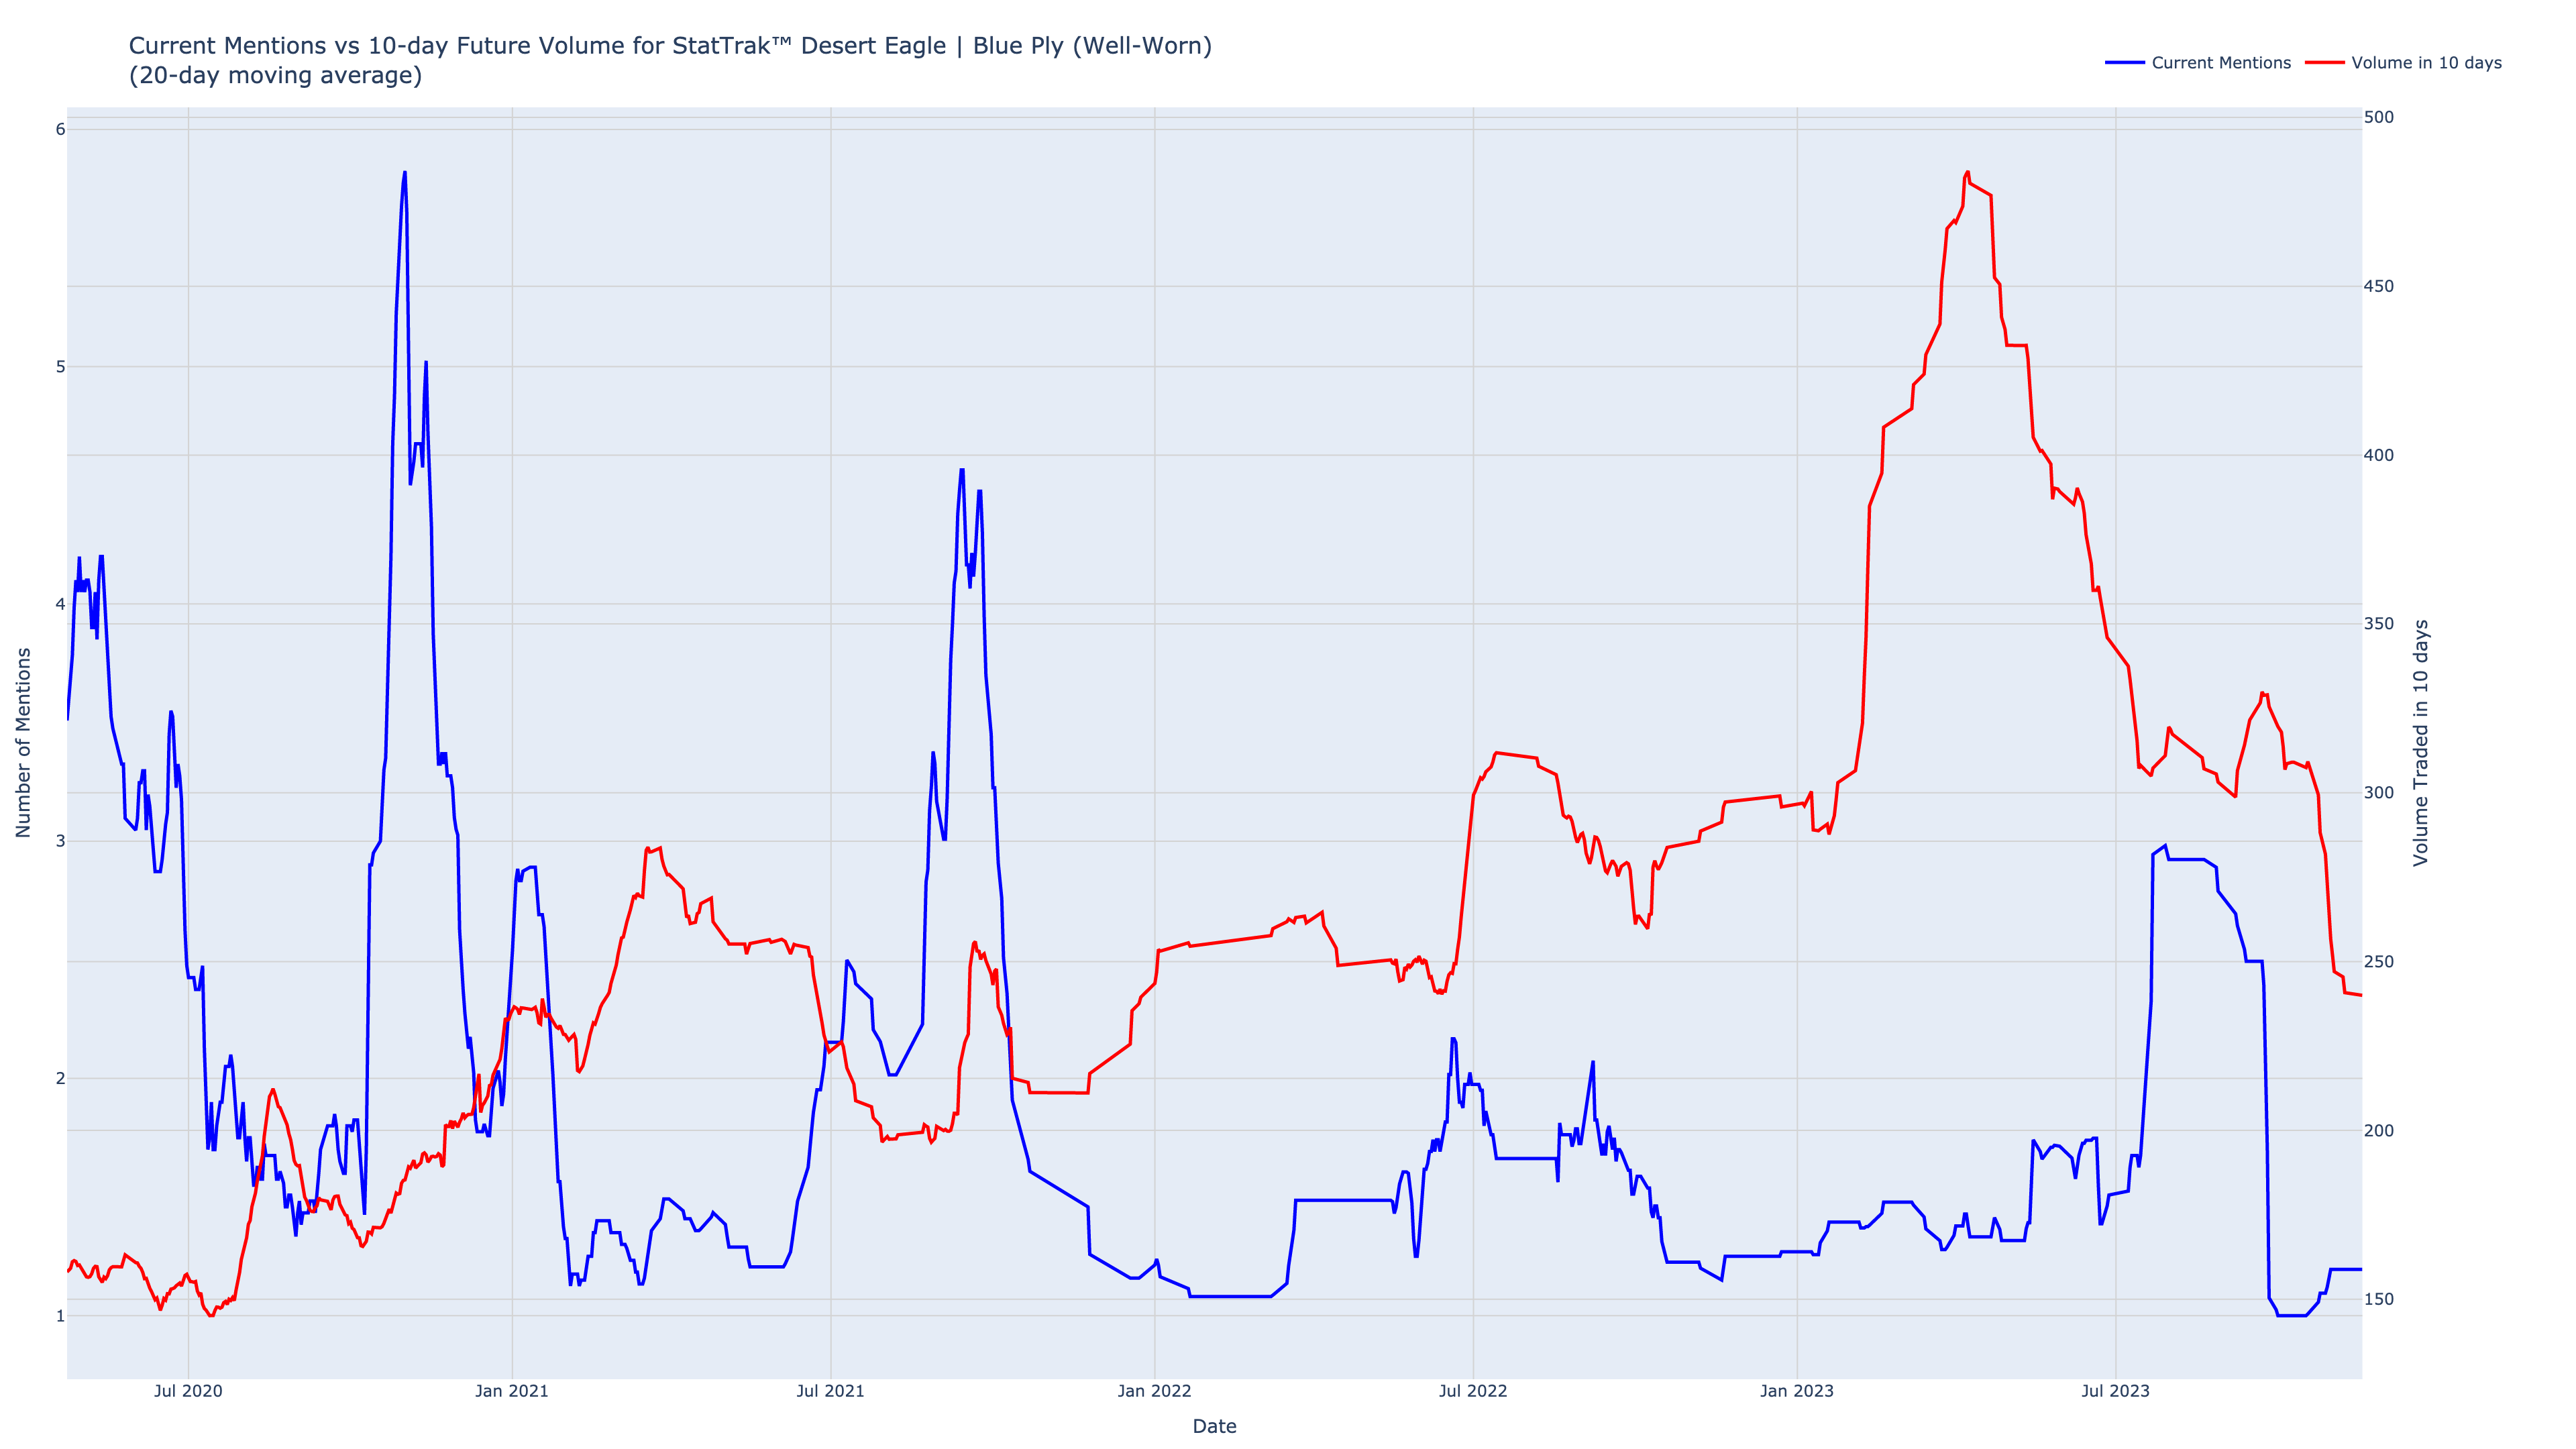 Current Mentions vs 10-day Future Volume for StatTrak™ Desert Eagle | Blue Ply (Well-Worn)
(20-day moving average)
Current Mentions
Volume in 10 days
6
5
4
3
2
1
Number of Mentions
500
450
400
350
300
250
200
150
Volume Traded in 10 days
Jul 2020
Jan 2021
Jul 2021
Jan 2022
Jul 2022
Jan 2023
Jul 2023
Date